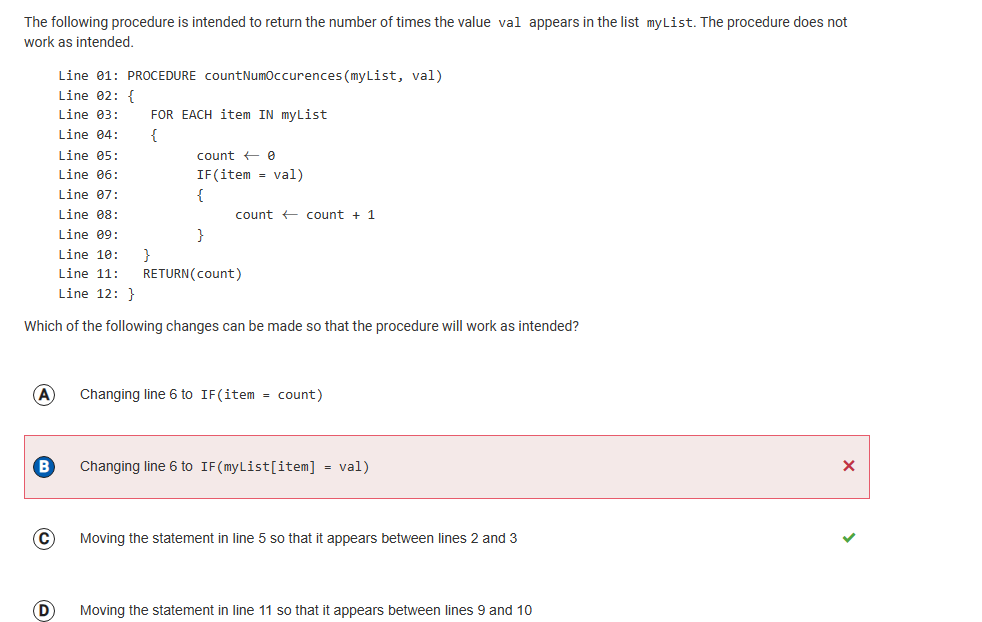 The following procedure is intended to return the number of times the value val appears in the list myList. The procedure does not
work as intended.
Line 01: PROCEDURE countNumOccurences(myList, val)
Line 02: {
Line 03: FOR EACH item IN myList
Line 04: {
Line 05: count ← 0
Line 06: IF(item = val)
Line 07: {
Line 08: count ← count + 1
Line 09: }
Line 10: }
Line 11: RETURN(count)
Line 12: }
Which of the following changes can be made so that the procedure will work as intended?
A Changing line 6 to IF(item = count)
B Changing line 6 to IF(myList[item] = val)
C Moving the statement in line 5 so that it appears between lines 2 and 3
D Moving the statement in line 11 so that it appears between lines 9 and 10